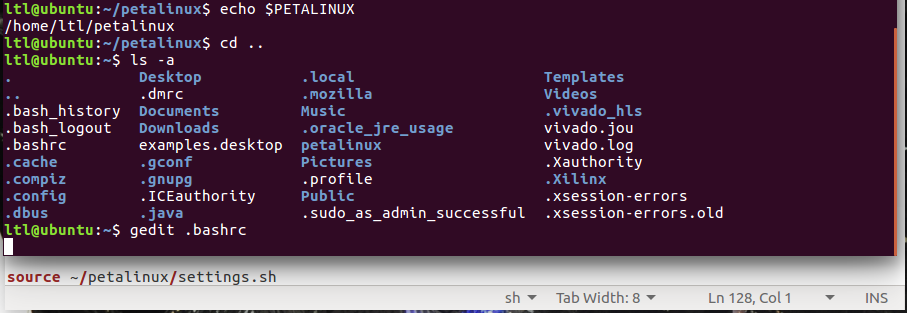 ltl@ubuntu:~/petalinux$ echo $PETALINUX
/home/ltl/petalinux
ltl@ubuntu:~/petalinux$ cd ..
ltl@ubuntu:~$ ls -a
. Desktop .local Templates
.. .dmrc .mozilla Videos
.bash_history Documents Music .vivado_hls
.bash_logout Downloads .oracle_jre_usage vivado.jou
.bashrc examples.desktop petalinux vivado.log
.cache .gconf Pictures .Xauthority
.compiz .gnupg .profile .Xilinx
.config .ICEauthority Public .xsession-errors
.dbus .java .sudo_as_admin_successful .xsession-errors.old
ltl@ubuntu:~$ gedit .bashrc
source ~/petalinux/settings.sh
sh Tab Width: 8 Ln 128, Col 1 INS